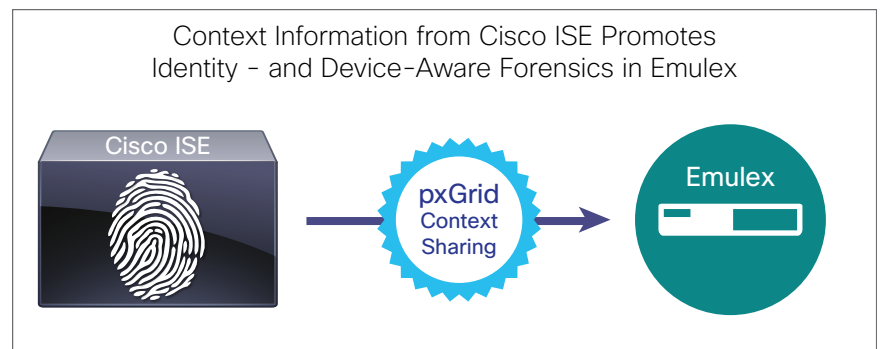 Context Information from Cisco ISE Promotes
Identity - and Device-Aware Forensics in Emulex
Cisco ISE
pxGrid
Context
Sharing
Emulex